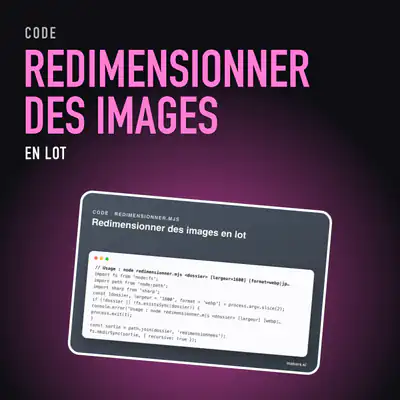 CODE
REDIMENSIONNER
DES IMAGES
EN LOT
CODE · REDIMENSIONNER.MJS
Redimensionner des images en lot
// Usage : node redimensionner.mjs <dossier> [largeur=1600] [format=webp|jp…
import fs from 'node:fs';
import path from 'node:path';
import sharp from 'sharp';
const [dossier, largeur = '1600', format = 'webp'] = process.argv.slice(2);
if (!dossier || !fs.existsSync(dossier)) {
console.error('Usage : node redimensionner.mjs <dossier> [largeur] [webp|…
process.exit(1);
}
const sortie = path.join(dossier, 'redimensionnees');
fs.mkdirSync(sortie, { recursive: true });